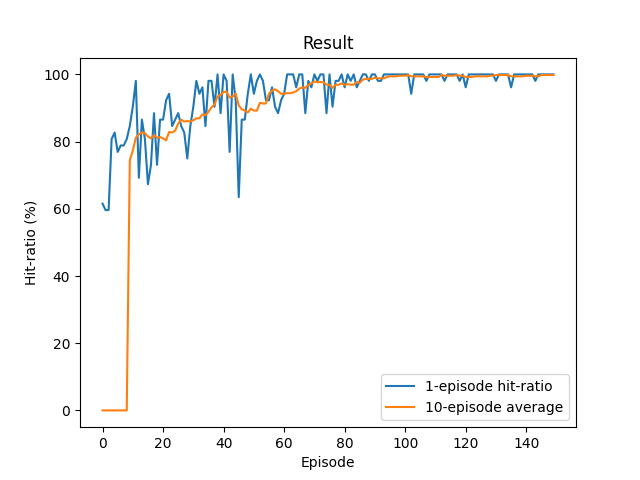 Result
100
80
60
40
20
0
Hit-ratio (%)
0 20 40 60 80 100 120 140
Episode
1-episode hit-ratio
10-episode average